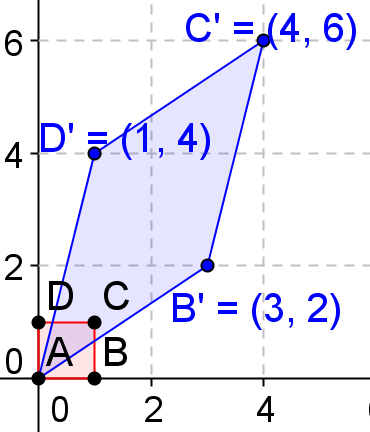 6
C' = (4, 6)
4
D' = (1, 4)
2
B' = (3, 2)
D C
A B
0
0 2 4